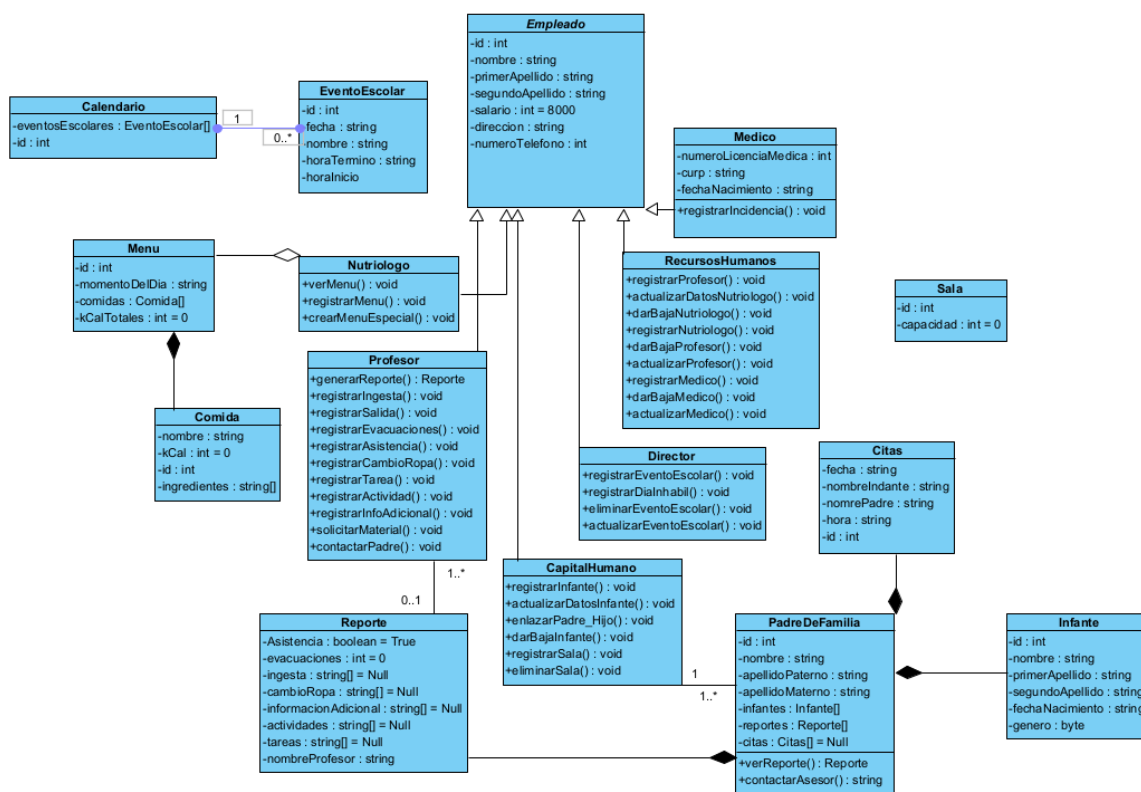 Empleado
-id : int
-nombre : string
-primerApellido : string
-segundoApellido : string
-salario : int = 8000
-direccion : string
-numeroTelefono : int
EventoEscolar
-id : int
-fecha : string
-nombre : string
-horaTermino : string
-horaInicio
Calendario
-eventosEscolares : EventoEscolar[]
-id : int
1
0..*
Medico
-numeroLicenciaMedica : int
-curp : string
-fechaNacimiento : string
+registrarIncidencia() : void
Menu
-id : int
-momentoDelDia : string
-comidas : Comida[]
-kCalTotales : int = 0
Nutriologo
+verMenu() : void
+registrarMenu() : void
+crearMenuEspecial() : void
RecursosHumanos
+registrarProfesor() : void
+actualizarDatosNutriologo() : void
+darBajaNutriologo() : void
+registrarNutriologo() : void
+darBajaProfesor() : void
+actualizarProfesor() : void
+registrarMedico() : void
+darBajaMedico() : void
+actualizarMedico() : void
Sala
-id : int
-capacidad : int = 0
Profesor
+generarReporte() : Reporte
+registrarIngesta() : void
+registrarSalida() : void
+registrarEvacuaciones() : void
+registrarAsistencia() : void
+registrarCambioRopa() : void
+registrarTarea() : void
+registrarActividad() : void
+registrarInfoAdicional() : void
+solicitarMaterial() : void
+contactarPadre() : void
Comida
-nombre : string
-kCal : int = 0
-id : int
-ingredientes : string[]
Director
+registrarEventoEscolar() : void
+registrarDiaInhabil() : void
+eliminarEventoEscolar() : void
+actualizarEventoEscolar() : void
Citas
-fecha : string
-nombreIndante : string
-nomrePadre : string
-hora : string
-id : int
1..*
0..1
CapitalHumano
+registrarInfante() : void
+actualizarDatosInfante() : void
+enlazarPadre_Hijo() : void
+darBajaInfante() : void
+registrarSala() : void
+eliminarSala() : void
1
1..*
Reporte
-Asistencia : boolean = True
-evacuaciones : int = 0
-ingesta : string[] = Null
-cambioRopa : string[] = Null
-informacionAdicional : string[] = Null
-actividades : string[] = Null
-tareas : string[] = Null
-nombreProfesor : string
PadreDeFamilia
-id : int
-nombre : string
-apellidoPaterno : string
-apellidoMaterno : string
-infantes : Infante[]
-reportes : Reporte[]
-citas : Citas[] = Null
+verReporte() : Reporte
+contactarAsesor() : string
Infante
-id : int
-nombre : string
-primerApellido : string
-segundoApellido : string
-fechaNacimiento : string
-genero : byte